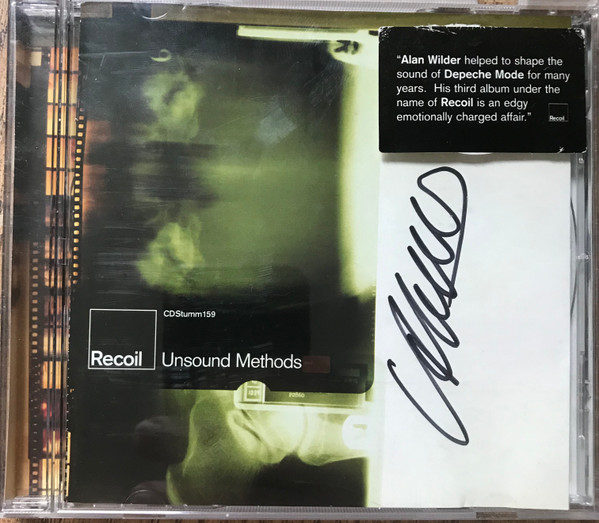 “Alan Wilder helped to shape the
sound of Depeche Mode for many
years. His third album under the
name of Recoil is an edgy
emotionally charged affair.”
Recoil
CDStumm159
Recoil
Unsound Methods